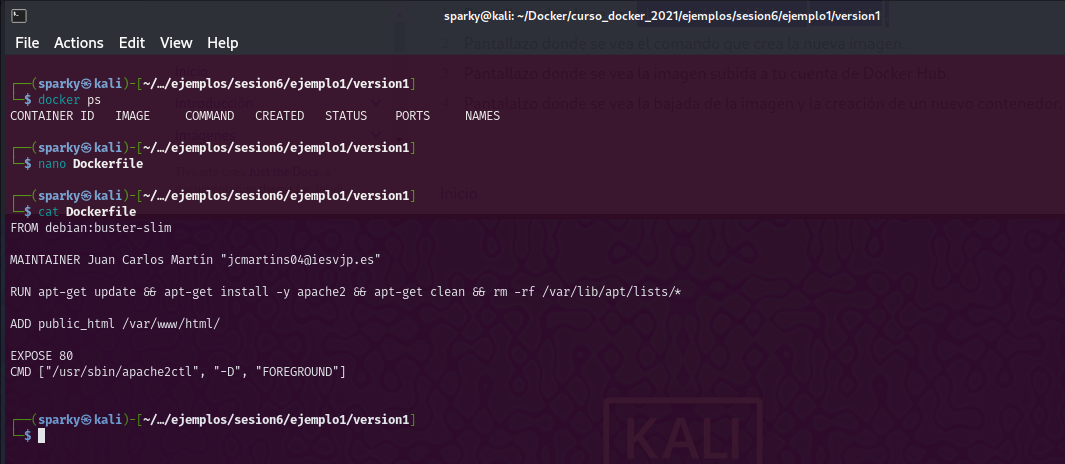 sparky@kali: ~/Docker/curso_docker_2021/ejemplos/sesion6/ejemplo1/version1
File Actions Edit View Help
Pantallazo donde se vea el comando que crea la nueva imagen.
3. Pantallazo donde se vea la imagen subida a tu cuenta de Docker Hub.
4. Pantallazo donde se vea la bajada de la imagen y la creación de un nuevo contenedor.
┌──(sparky㉿kali)-[~/…/ejemplos/sesion6/ejemplo1/version1]
└─$ docker ps
CONTAINER ID IMAGE COMMAND CREATED STATUS PORTS NAMES
┌──(sparky㉿kali)-[~/…/ejemplos/sesion6/ejemplo1/version1]
└─$ nano Dockerfile
Inicio
┌──(sparky㉿kali)-[~/…/ejemplos/sesion6/ejemplo1/version1]
└─$ cat Dockerfile
FROM debian:buster-slim
MAINTAINER Juan Carlos Martin "jcmartins04@iesvjp.es"
RUN apt-get update && apt-get install -y apache2 && apt-get clean && rm -rf /var/lib/apt/lists/*
ADD public_html /var/www/html/
EXPOSE 80
CMD ["/usr/sbin/apache2ctl", "-D", "FOREGROUND"]
┌──(sparky㉿kali)-[~/…/ejemplos/sesion6/ejemplo1/version1]
└─$
KALI